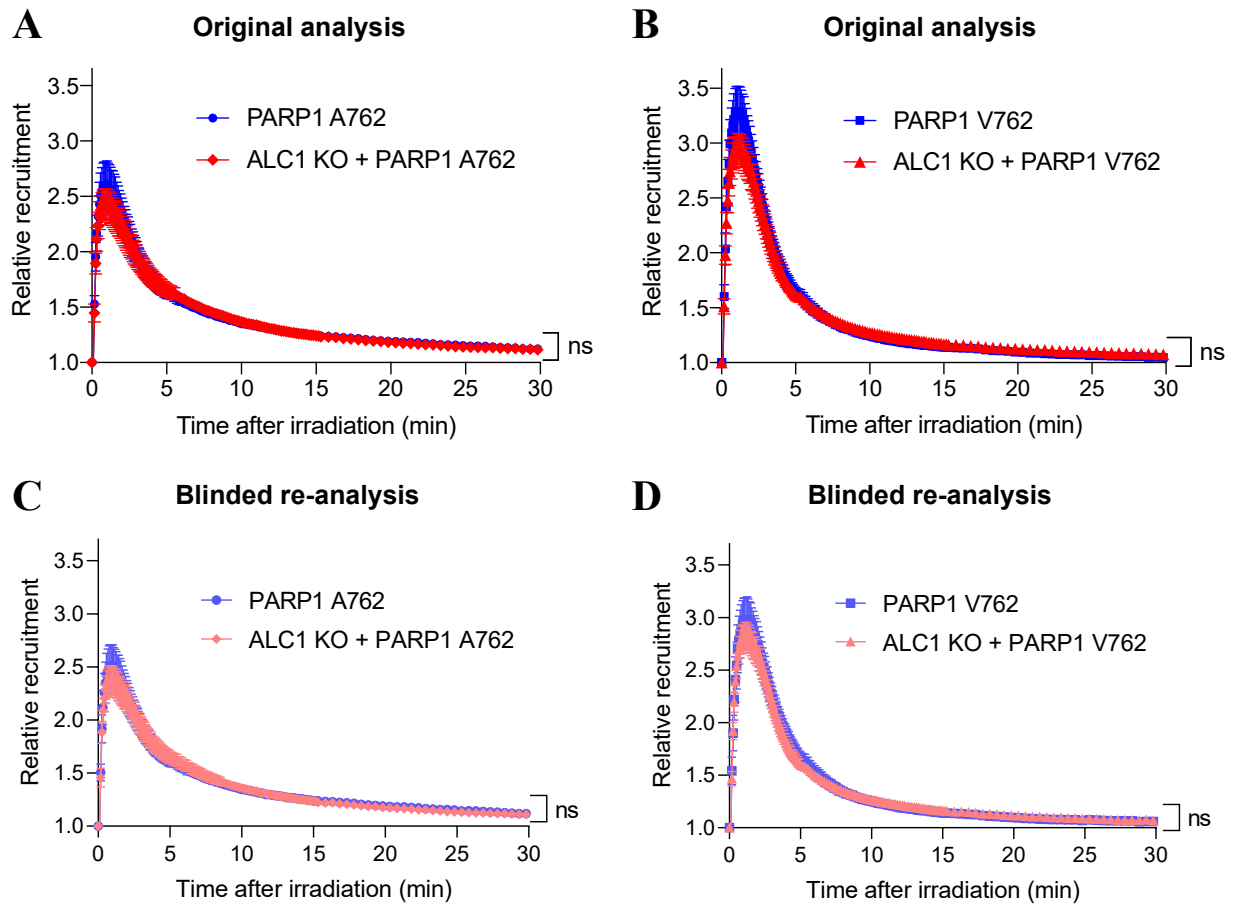 A
Original analysis
Relative recruitment
3.5
3.0
2.5
2.0
1.5
1.0
PARP1 A762
ALC1 KO + PARP1 A762
ns
0 5 10 15 20 25 30
Time after irradiation (min)
B
Original analysis
Relative recruitment
3.5
3.0
2.5
2.0
1.5
1.0
PARP1 V762
ALC1 KO + PARP1 V762
ns
0 5 10 15 20 25 30
Time after irradiation (min)
C
Blinded re-analysis
Relative recruitment
3.5
3.0
2.5
2.0
1.5
1.0
PARP1 A762
ALC1 KO + PARP1 A762
ns
0 5 10 15 20 25 30
Time after irradiation (min)
D
Blinded re-analysis
Relative recruitment
3.5
3.0
2.5
2.0
1.5
1.0
PARP1 V762
ALC1 KO + PARP1 V762
ns
0 5 10 15 20 25 30
Time after irradiation (min)